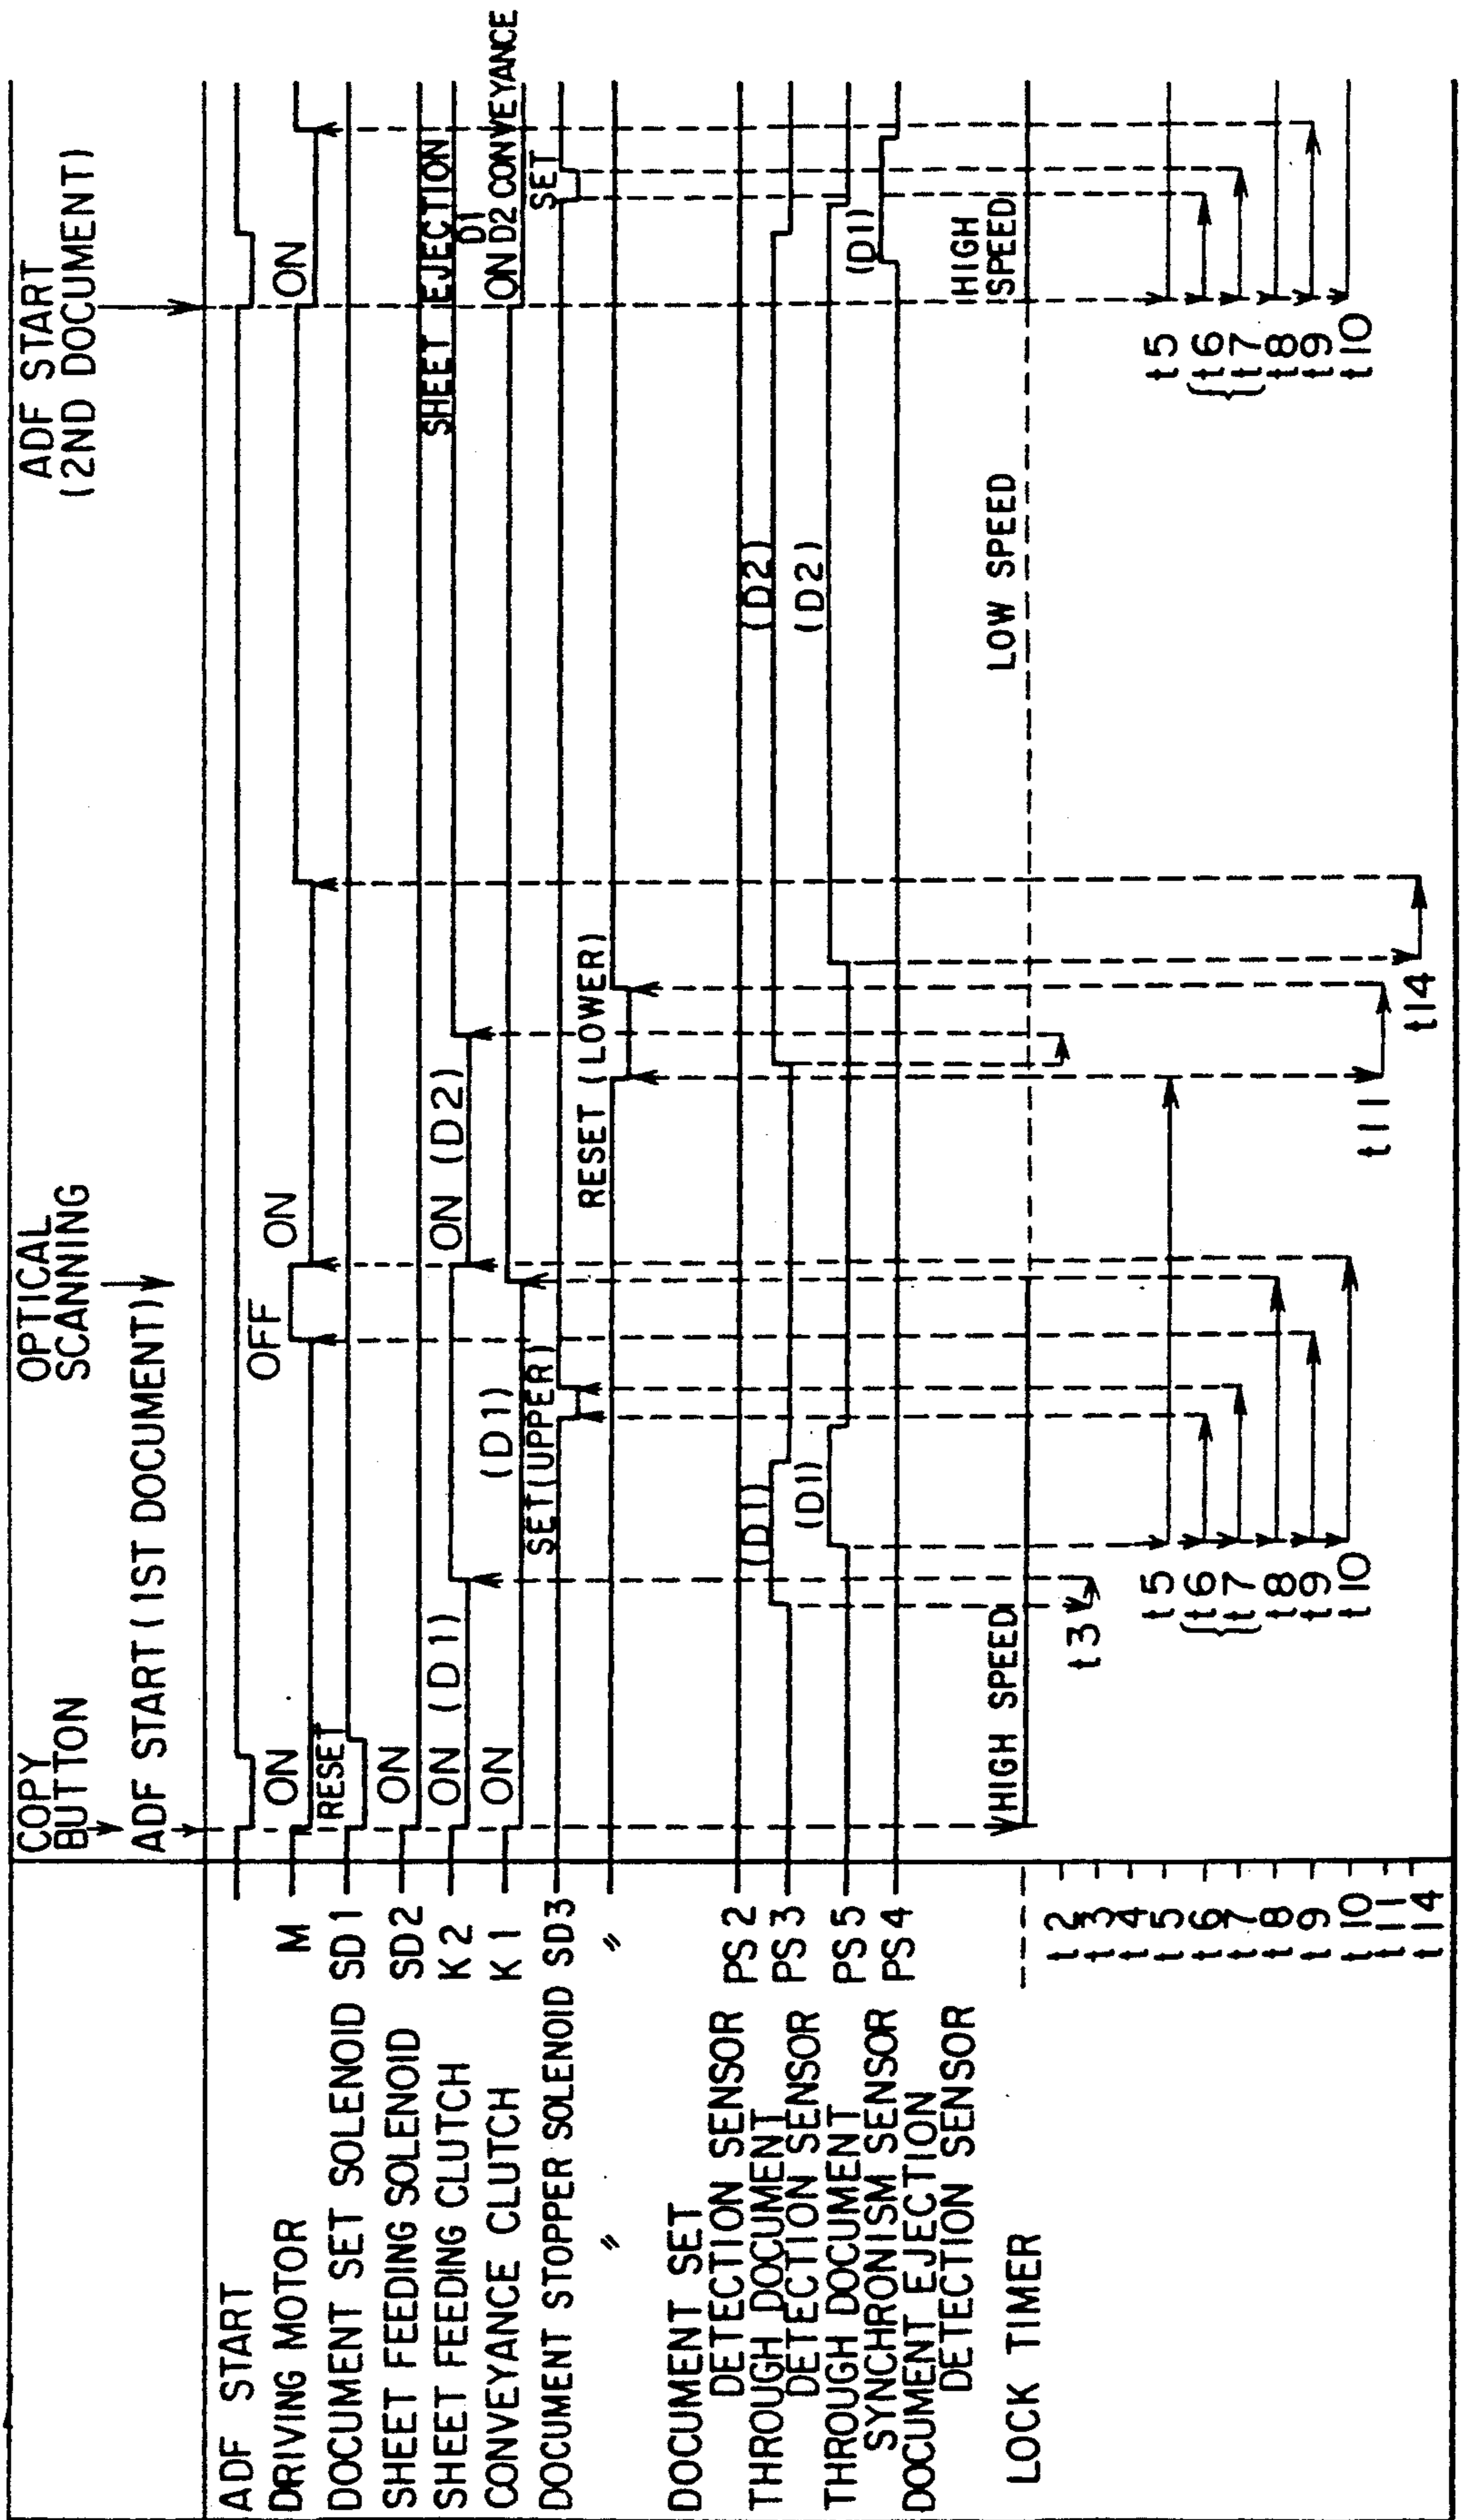 COPY
BUTTON
OPTICAL
SCANNING
ADF START
(2ND DOCUMENT)
ADF START (1ST DOCUMENT)
ADF START
DRIVING MOTOR M
ON
OFF
ON
ON
DOCUMENT SET SOLENOID SD1
RESET
SHEET FEEDING SOLENOID SD2
ON
SHEET FEEDING CLUTCH K2
ON (D1)
ON (D2)
SHEET EJECTION
CONVEYANCE CLUTCH K1
ON
(D1)
D1
ON D2 CONVEYANCE
DOCUMENT STOPPER SOLENOID SD3
SET(UPPER)
SET
" "
RESET (LOWER)
DOCUMENT SET
DETECTION SENSOR PS2
THROUGH DOCUMENT
DETECTION SENSOR PS3
(D1)
(D2)
THROUGH DOCUMENT
SYNCHRONISM SENSOR PS5
(D1)
(D2)
DOCUMENT EJECTION
DETECTION SENSOR
PS4
(D1)
LOCK TIMER
HIGH SPEED
LOW SPEED
HIGH
SPEED
t2
t3
t4
t5
t6
t7
t8
t9
t10
t11
t14
t3
t5
t6
t7
t8
t9
t10
t11
t14
t5
t6
t7
t8
t9
t10